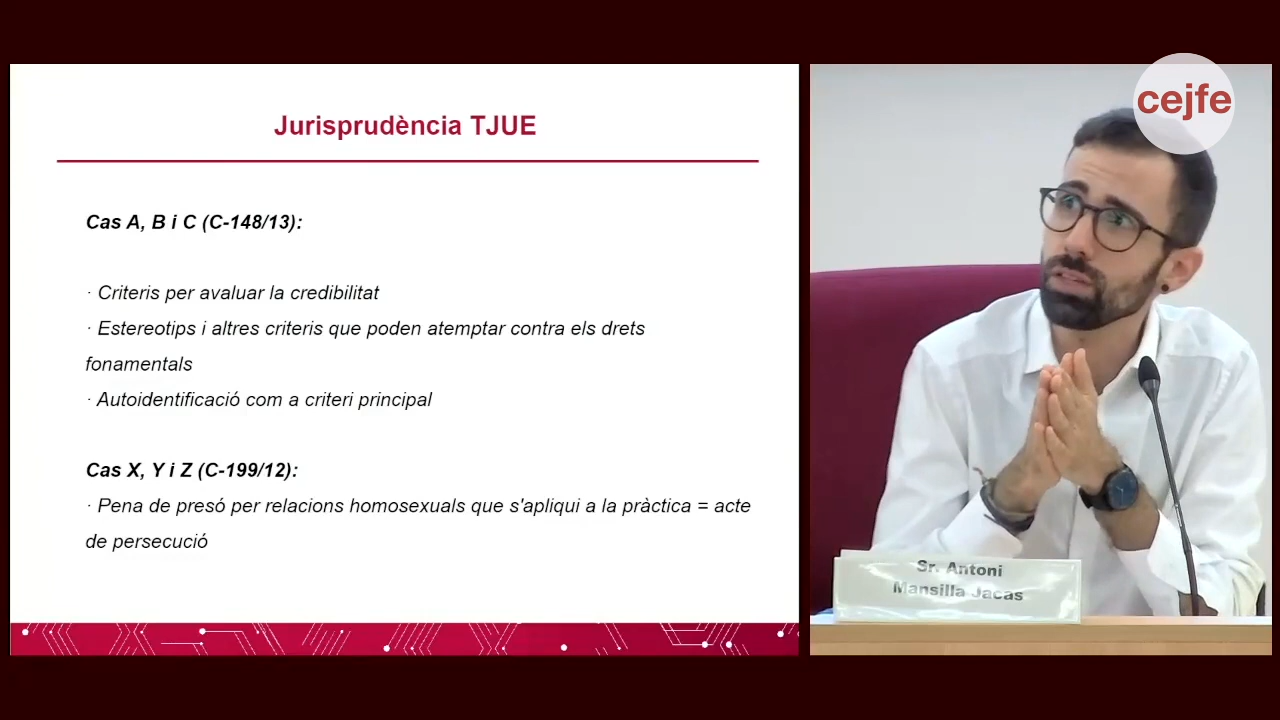 Jurisprudència TJUE
Cas A, B i C (C-148/13):
· Criteris per avaluar la credibilitat
· Estereotips i altres criteris que poden atemptar contra els drets
fonamentals
· Autoidentificació com a criteri principal
Cas X, Y i Z (C-199/12):
· Pena de presó per relacions homosexuals que s'apliqui a la pràctica = acte
de persecució
cejfe
Sr. Antoni
Mansilla Jacas